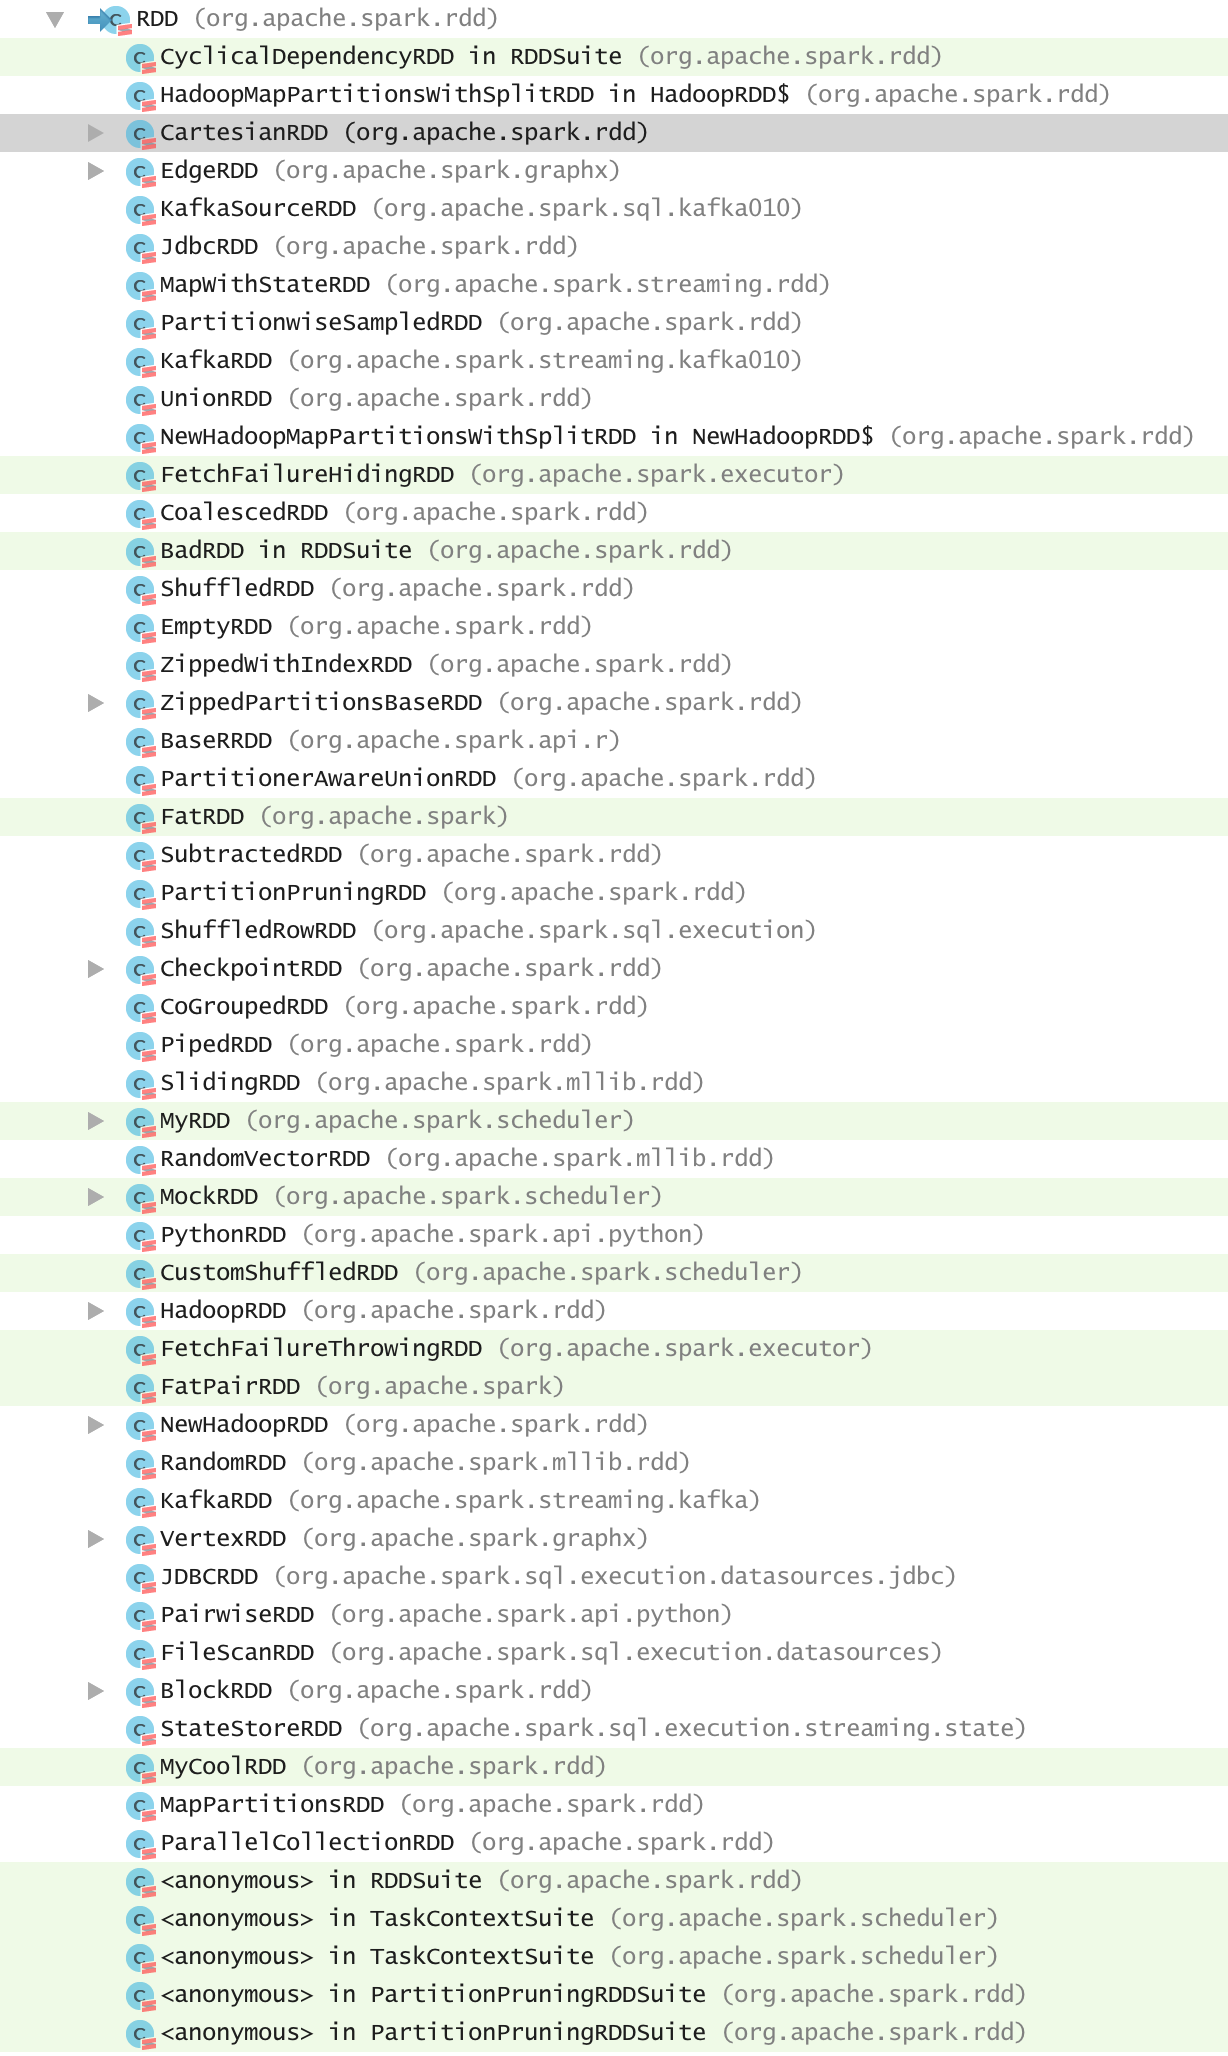 RDD (org.apache.spark.rdd)
CyclicalDependencyRDD in RDDSuite (org.apache.spark.rdd)
HadoopMapPartitionsWithSplitRDD in HadoopRDD$ (org.apache.spark.rdd)
CartesianRDD (org.apache.spark.rdd)
EdgeRDD (org.apache.spark.graphx)
KafkaSourceRDD (org.apache.spark.sql.kafka010)
JdbcRDD (org.apache.spark.rdd)
MapWithStateRDD (org.apache.spark.streaming.rdd)
PartitionwiseSampledRDD (org.apache.spark.rdd)
KafkaRDD (org.apache.spark.streaming.kafka010)
UnionRDD (org.apache.spark.rdd)
NewHadoopMapPartitionsWithSplitRDD in NewHadoopRDD$ (org.apache.spark.rdd)
FetchFailureHidingRDD (org.apache.spark.executor)
CoalescedRDD (org.apache.spark.rdd)
BadRDD in RDDSuite (org.apache.spark.rdd)
ShuffledRDD (org.apache.spark.rdd)
EmptyRDD (org.apache.spark.rdd)
ZippedWithIndexRDD (org.apache.spark.rdd)
ZippedPartitionsBaseRDD (org.apache.spark.rdd)
BaseRRDD (org.apache.spark.api.r)
PartitionerAwareUnionRDD (org.apache.spark.rdd)
FatRDD (org.apache.spark)
SubtractedRDD (org.apache.spark.rdd)
PartitionPruningRDD (org.apache.spark.rdd)
ShuffledRowRDD (org.apache.spark.sql.execution)
CheckpointRDD (org.apache.spark.rdd)
CoGroupedRDD (org.apache.spark.rdd)
PipedRDD (org.apache.spark.rdd)
SlidingRDD (org.apache.spark.mllib.rdd)
MyRDD (org.apache.spark.scheduler)
RandomVectorRDD (org.apache.spark.mllib.rdd)
MockRDD (org.apache.spark.scheduler)
PythonRDD (org.apache.spark.api.python)
CustomShuffledRDD (org.apache.spark.scheduler)
HadoopRDD (org.apache.spark.rdd)
FetchFailureThrowingRDD (org.apache.spark.executor)
FatPairRDD (org.apache.spark)
NewHadoopRDD (org.apache.spark.rdd)
RandomRDD (org.apache.spark.mllib.rdd)
KafkaRDD (org.apache.spark.streaming.kafka)
VertexRDD (org.apache.spark.graphx)
JDBCRDD (org.apache.spark.sql.execution.datasources.jdbc)
PairwiseRDD (org.apache.spark.api.python)
FileScanRDD (org.apache.spark.sql.execution.datasources)
BlockRDD (org.apache.spark.rdd)
StateStoreRDD (org.apache.spark.sql.execution.streaming.state)
MyCoolRDD (org.apache.spark.rdd)
MapPartitionsRDD (org.apache.spark.rdd)
ParallelCollectionRDD (org.apache.spark.rdd)
<anonymous> in RDDSuite (org.apache.spark.rdd)
<anonymous> in TaskContextSuite (org.apache.spark.scheduler)
<anonymous> in TaskContextSuite (org.apache.spark.scheduler)
<anonymous> in PartitionPruningRDDSuite (org.apache.spark.rdd)
<anonymous> in PartitionPruningRDDSuite (org.apache.spark.rdd)